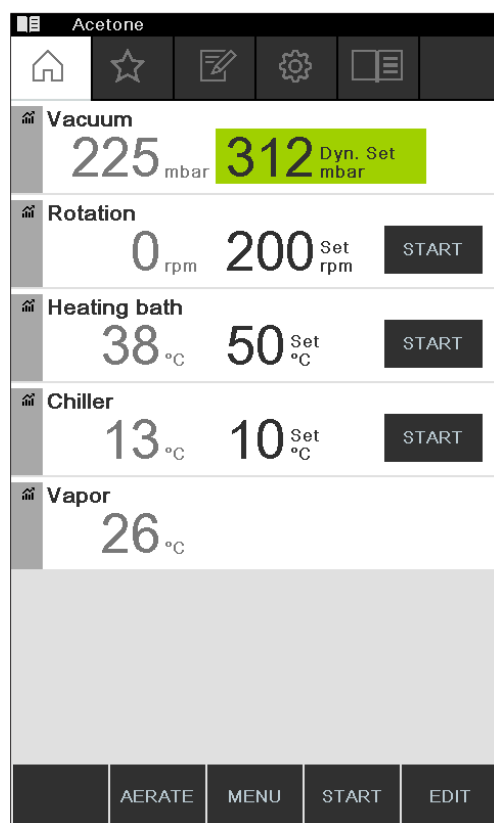 Acetone
Vacuum
225 mbar 312 Dyn. Set mbar
Rotation
0 rpm 200 Set rpm START
Heating bath
38 °C 50 Set °C START
Chiller
13 °C 10 Set °C START
Vapor
26 °C
AERATE MENU START EDIT